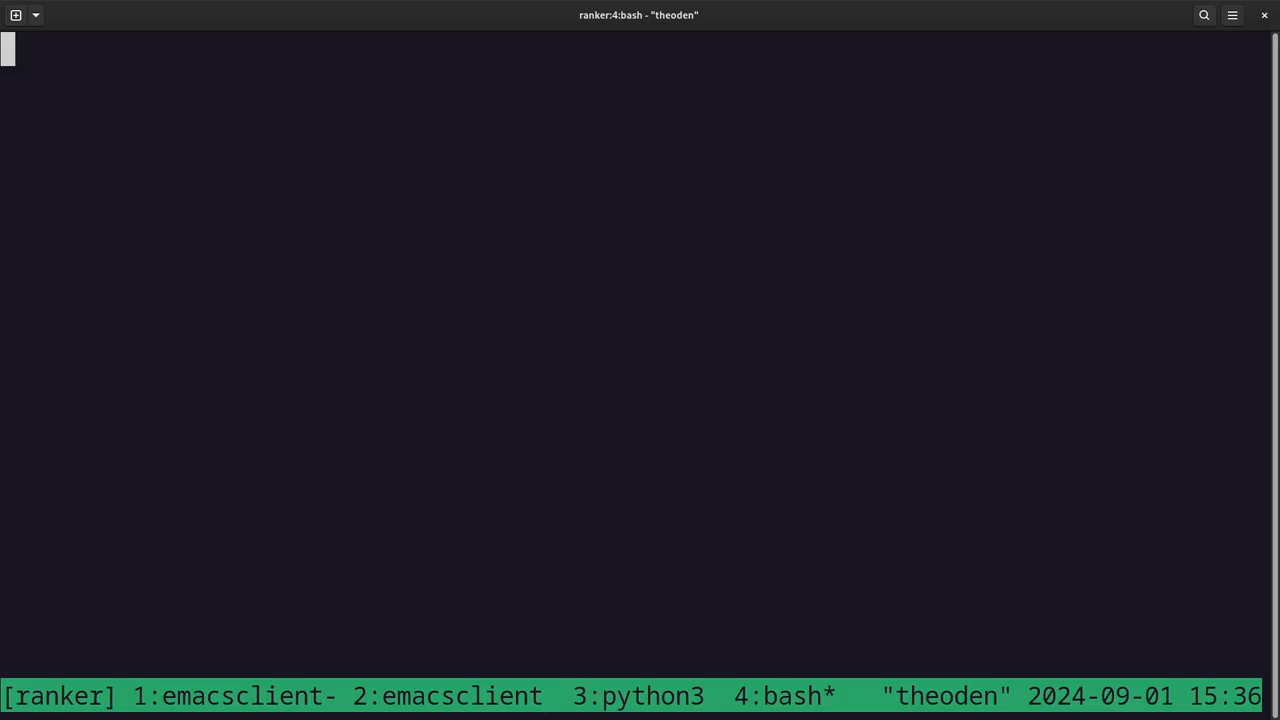 ranker:4:bash - "theoden"
[ranker] 1:emacsclient- 2:emacsclient  3:python3  4:bash*   "theoden" 2024-09-01 15:36